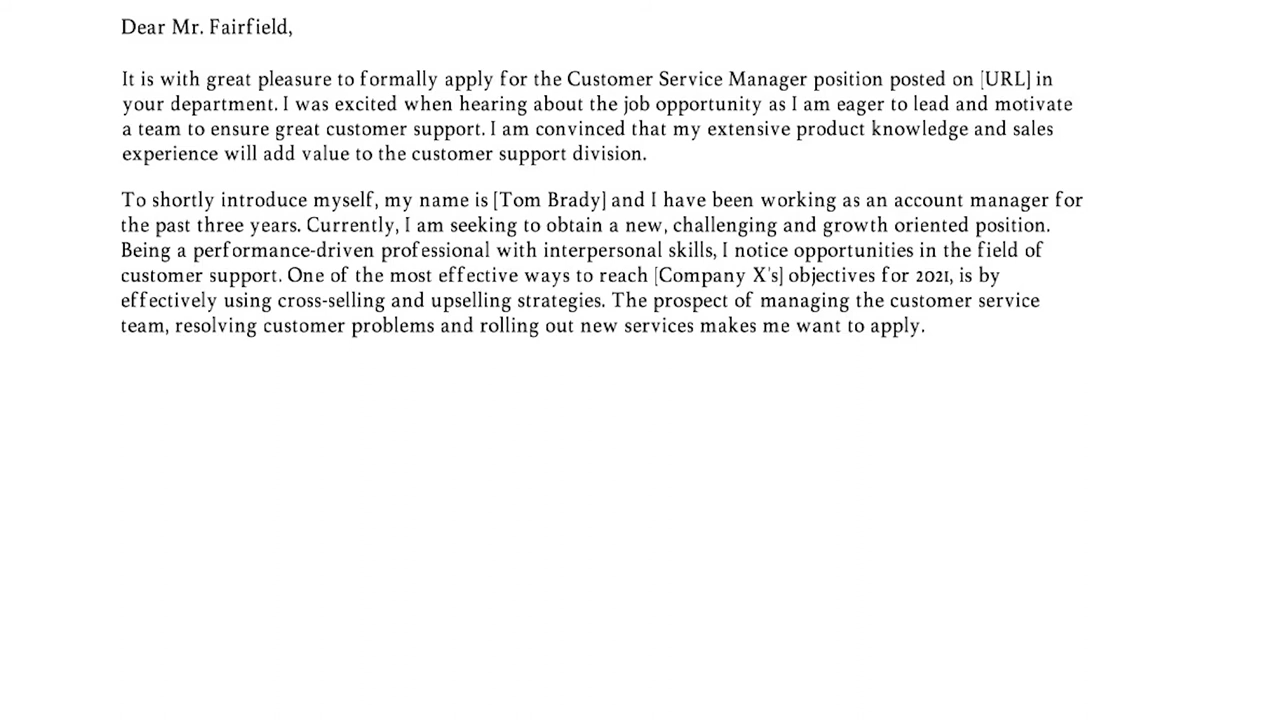 Dear Mr. Fairfield,
It is with great pleasure to formally apply for the Customer Service Manager position posted on [URL] in
your department. I was excited when hearing about the job opportunity as I am eager to lead and motivate
a team to ensure great customer support. I am convinced that my extensive product knowledge and sales
experience will add value to the customer support division.
To shortly introduce myself, my name is [Tom Brady] and I have been working as an account manager for
the past three years. Currently, I am seeking to obtain a new, challenging and growth oriented position.
Being a performance-driven professional with interpersonal skills, I notice opportunities in the field of
customer support. One of the most effective ways to reach [Company X's] objectives for 2021, is by
effectively using cross-selling and upselling strategies. The prospect of managing the customer service
team, resolving customer problems and rolling out new services makes me want to apply.